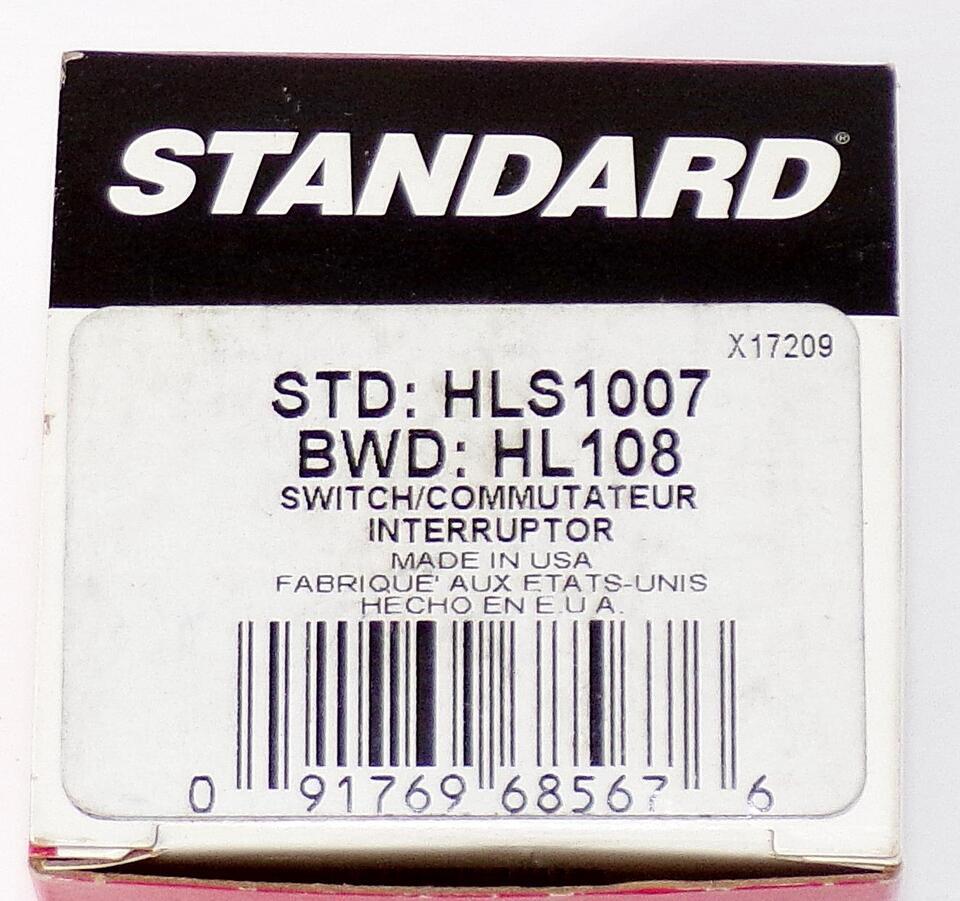 STANDARD®
X17209
STD: HLS1007
BWD: HL108
SWITCH/COMMUTATEUR
INTERRUPTOR
MADE IN USA
FABRIQUE' AUX ETATS-UNIS
HECHO EN E.U.A.
0 91769 68567 6